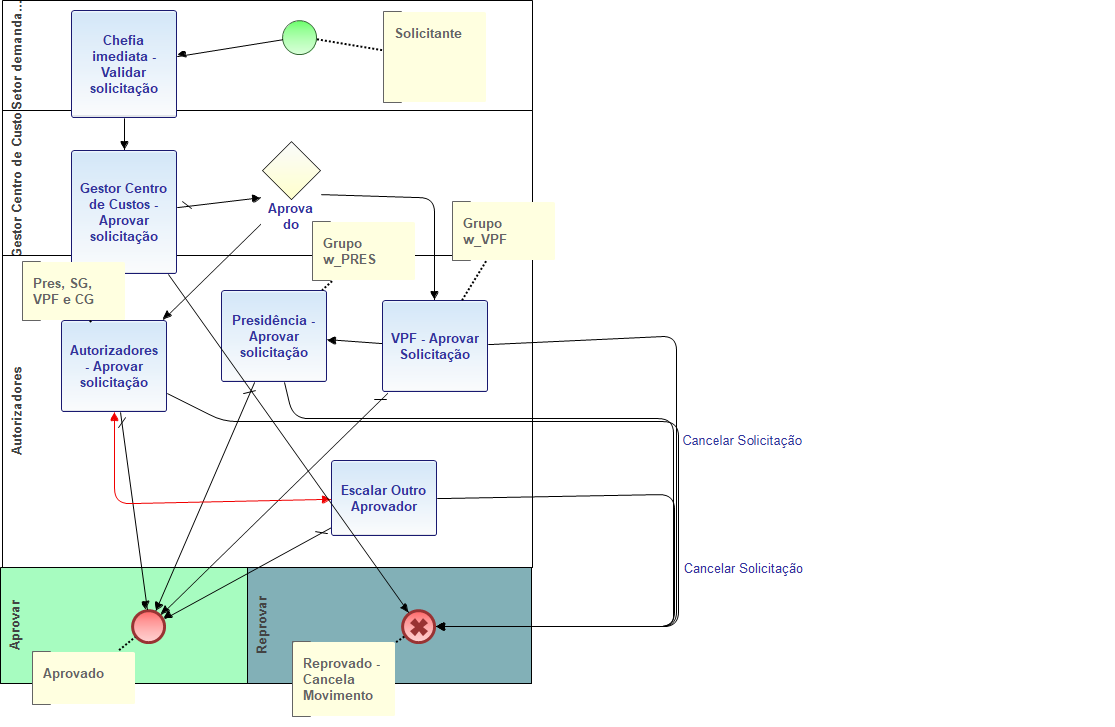 Setor demanda...
Chefia
imediata -
Validar
solicitação
Solicitante
Gestor Centro de Custo
Gestor Centro
de Custos -
Aprovar
solicitação
Aprova
do
Grupo
w_PRES
Grupo
w_VPF
Autorizadores
Pres, SG,
VPF e CG
Autorizadores
- Aprovar
solicitação
Presidência -
Aprovar
solicitação
VPF - Aprovar
Solicitação
Cancelar Solicitação
Escalar Outro
Aprovador
Cancelar Solicitação
Aprovar
Aprovado
Reprovar
Reprovado -
Cancela
Movimento